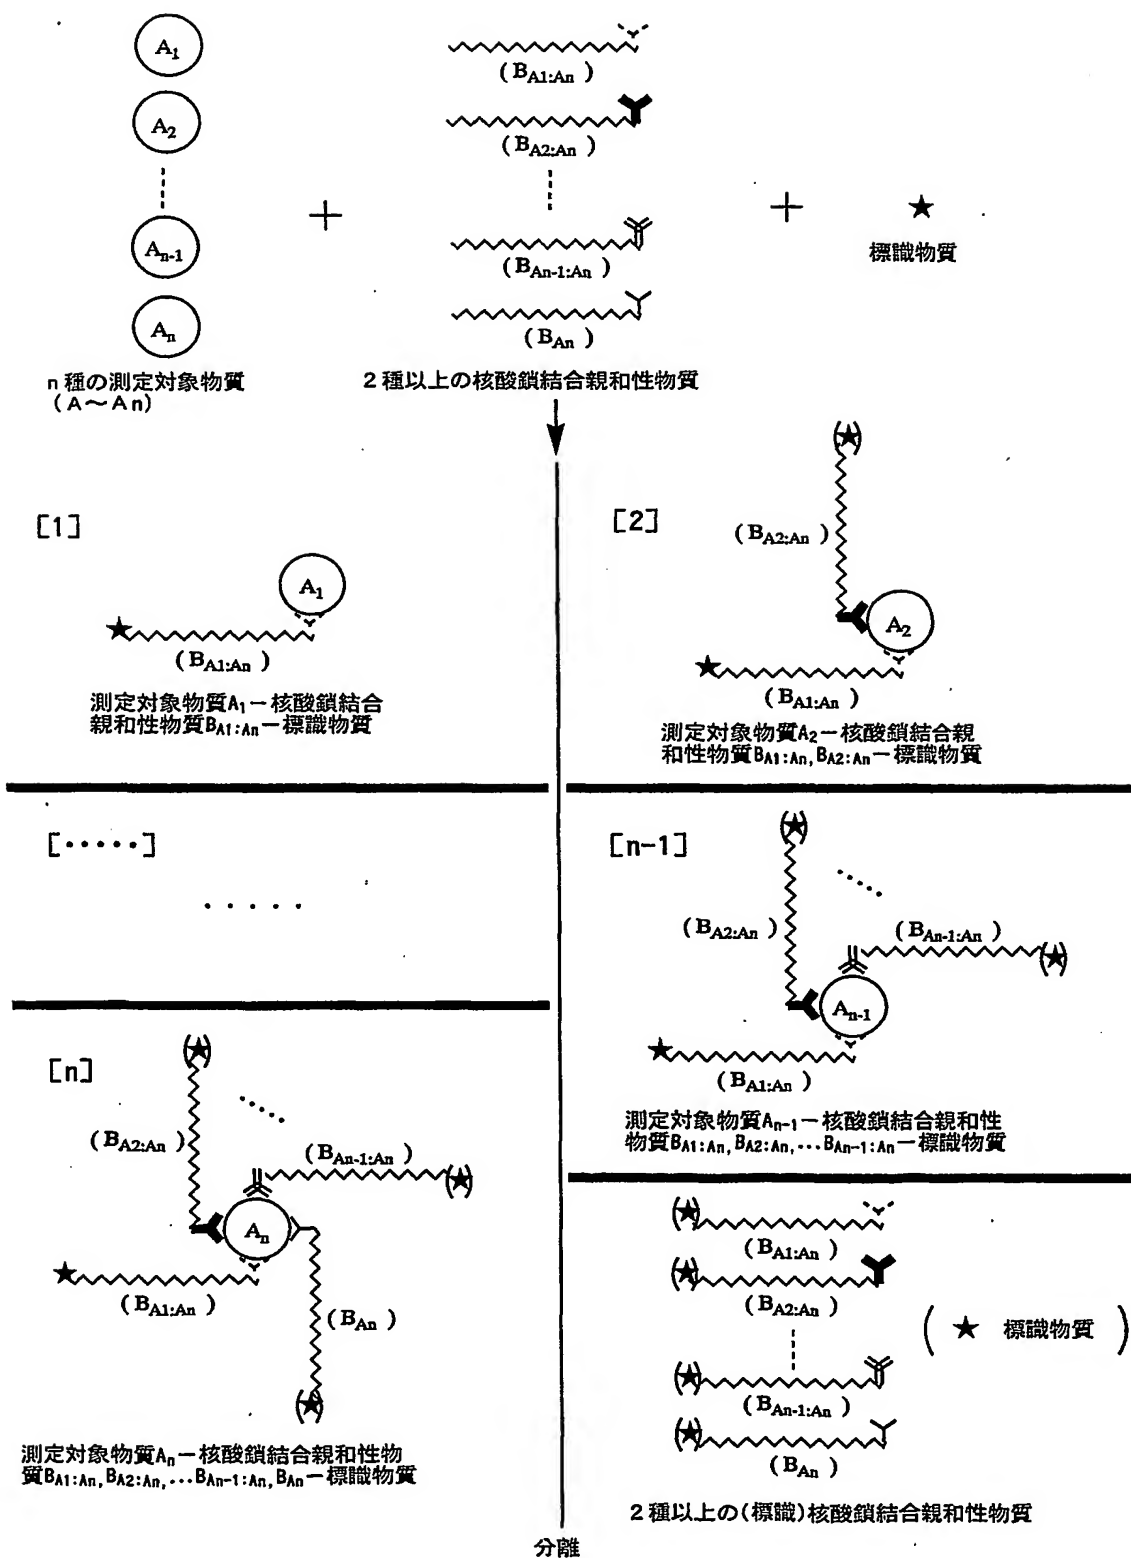 A1
A2
An-1
An
n種の測定対象物質
(A～An)
+
(BA1:An)
(BA2:An)
(BAn-1:An)
(BAn)
2種以上の核酸鎖結合親和性物質
+
★
標識物質
[1]
A1
★
(BA1:An)
測定対象物質A1－核酸鎖結合
親和性物質BA1:An－標識物質
[2]
(★)
(BA2:An)
A2
★
(BA1:An)
測定対象物質A2－核酸鎖結合親
和性物質BA1:An,BA2:An－標識物質
[·····]
·····
[n-1]
(★)
(BA2:An)
(BAn-1:An)
(★)
An-1
★
(BA1:An)
測定対象物質An-1－核酸鎖結合親和性
物質BA1:An,BA2:An,...BAn-1:An－標識物質
[n]
(★)
(BA2:An)
(BAn-1:An)
(★)
An
★
(BA1:An)
(BAn)
(★)
測定対象物質An－核酸鎖結合親和性物
質BA1:An,BA2:An,...BAn-1:An,BAn－標識物質
(★)
(BA1:An)
(★)
(BA2:An)
(★ 標識物質)
(★)
(BAn-1:An)
(★)
(BAn)
2種以上の(標識)核酸鎖結合親和性物質
分離